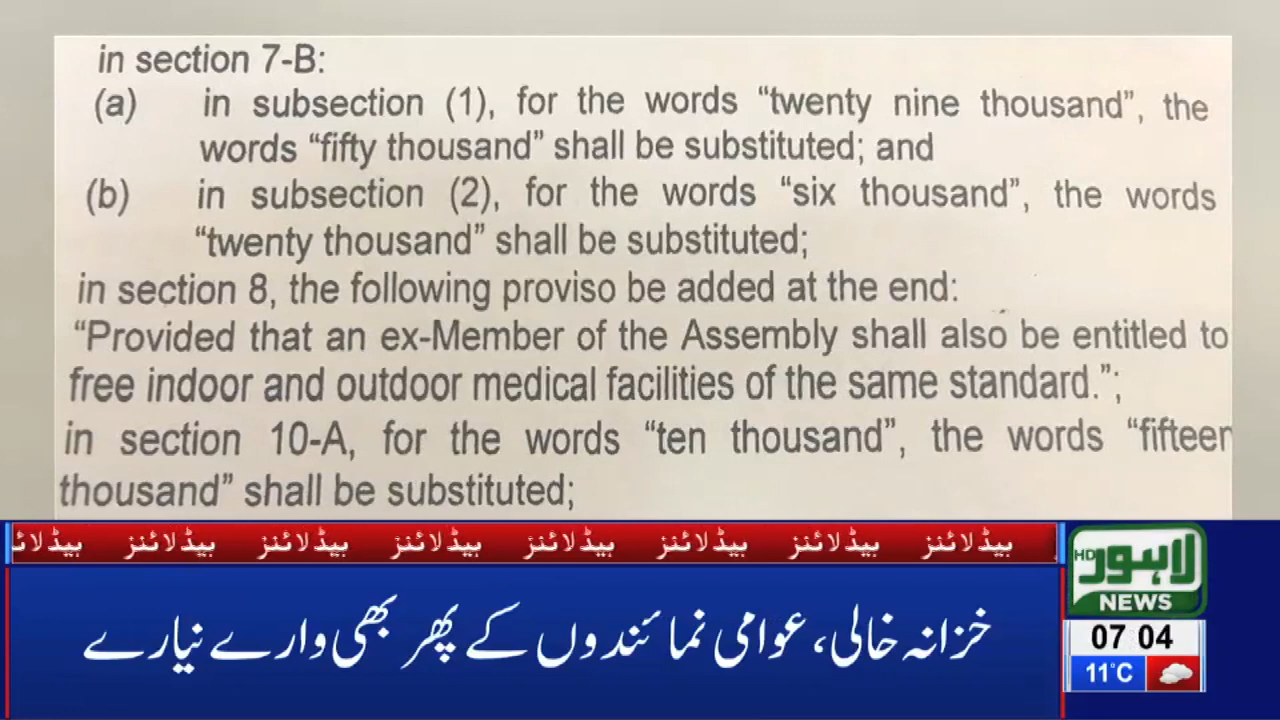 in section 7-B:
(a) in subsection (1), for the words “twenty nine thousand”, the
words “fifty thousand” shall be substituted; and
(b) in subsection (2), for the words “six thousand”, the words
“twenty thousand” shall be substituted;
in section 8, the following proviso be added at the end:
“Provided that an ex-Member of the Assembly shall also be entitled to
free indoor and outdoor medical facilities of the same standard.”;
in section 10-A, for the words “ten thousand”, the words “fifteen
thousand” shall be substituted;
ہیڈلائنز ہیڈلائنز ہیڈلائنز ہیڈلائنز ہیڈلائنز ہیڈلائنز ہیڈلائنز ہیڈلائنز
خزانہ خالی، عوامی نمائندوں کے پھر بھی وارے نیارے
HD
لاہور
NEWS
07 04
11°C